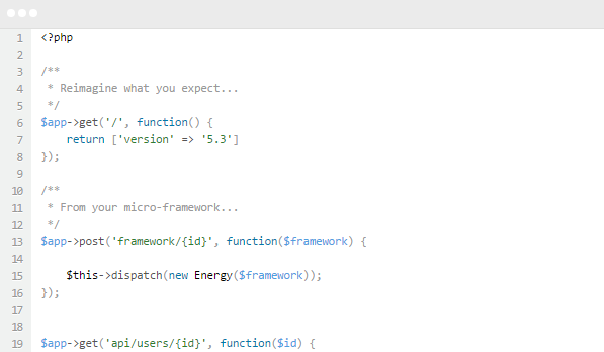 1 <?php
2
3 /**
4  * Reimagine what you expect...
5  */
6 $app->get('/', function() {
7     return ['version' => '5.3']
8 });
9
10 /**
11  * From your micro-framework...
12  */
13 $app->post('framework/{id}', function($framework) {
14
15     $this->dispatch(new Energy($framework));
16 });
17
18
19 $app->get('api/users/{id}', function($id) {